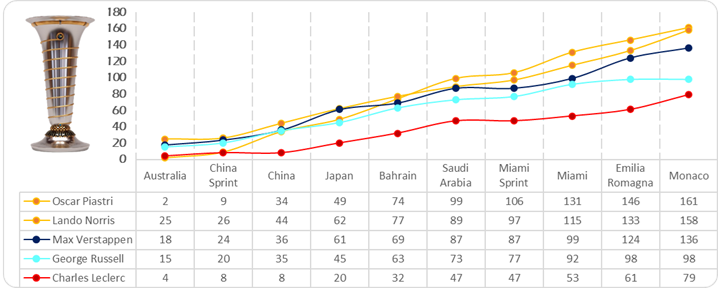 180
160
140
120
100
80
60
40
20
0
Australia China Sprint China Japan Bahrain Saudi Arabia Miami Sprint Miami Emilia Romagna Monaco
Oscar Piastri 2 9 34 49 74 99 106 131 146 161
Lando Norris 25 26 44 62 77 89 97 115 133 158
Max Verstappen 18 24 36 61 69 87 87 99 124 136
George Russell 15 20 35 45 63 73 77 92 98 98
Charles Leclerc 4 8 8 20 32 47 47 53 61 79